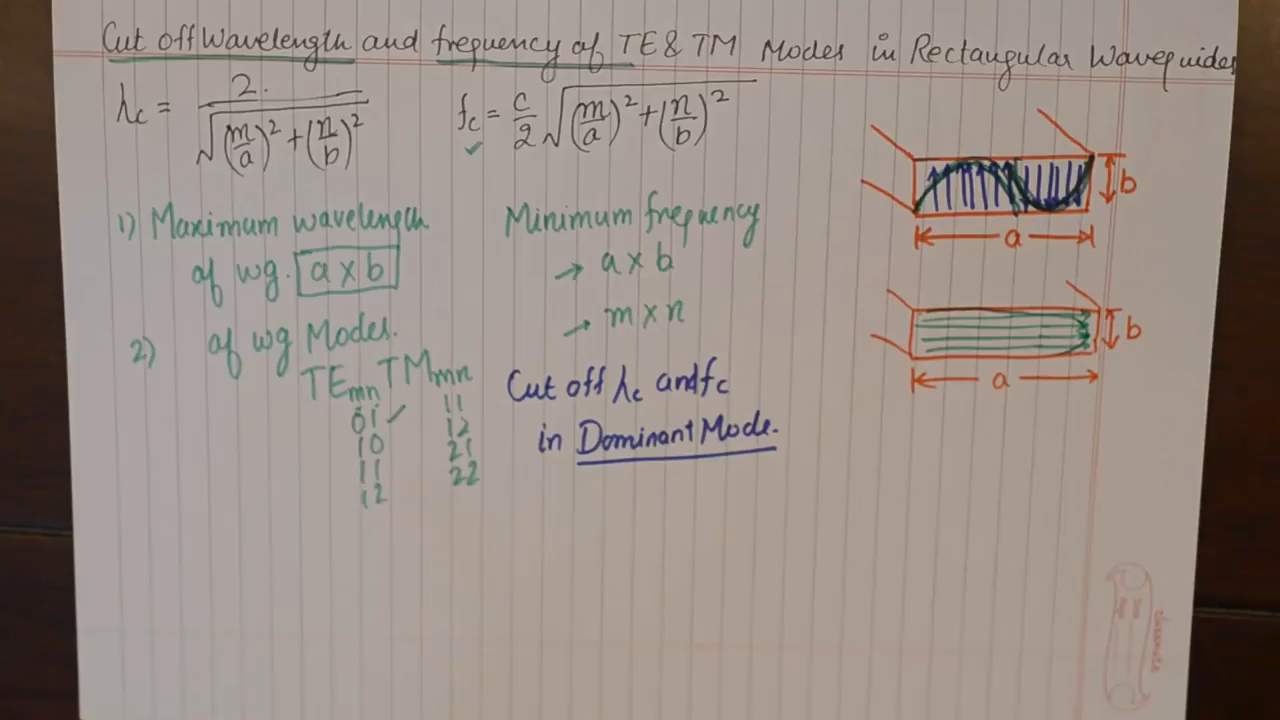 Cut off Wavelength and frequency of TE & TM Modes in Rectangular Waveguides
λc = 2 / √((m/a)² + (n/b)²)
fc = c/2 √((m/a)² + (n/b)²)
1) Maximum wavelength
of wg. a x b
2) of wg Modes.
TEmn TMmn
01 ✓ 11
10 12
11 21
12 22
Minimum frequency
→ a x b
→ m x n
Cut off λc and fc
in Dominant Mode.
b
a
b
a
classmate